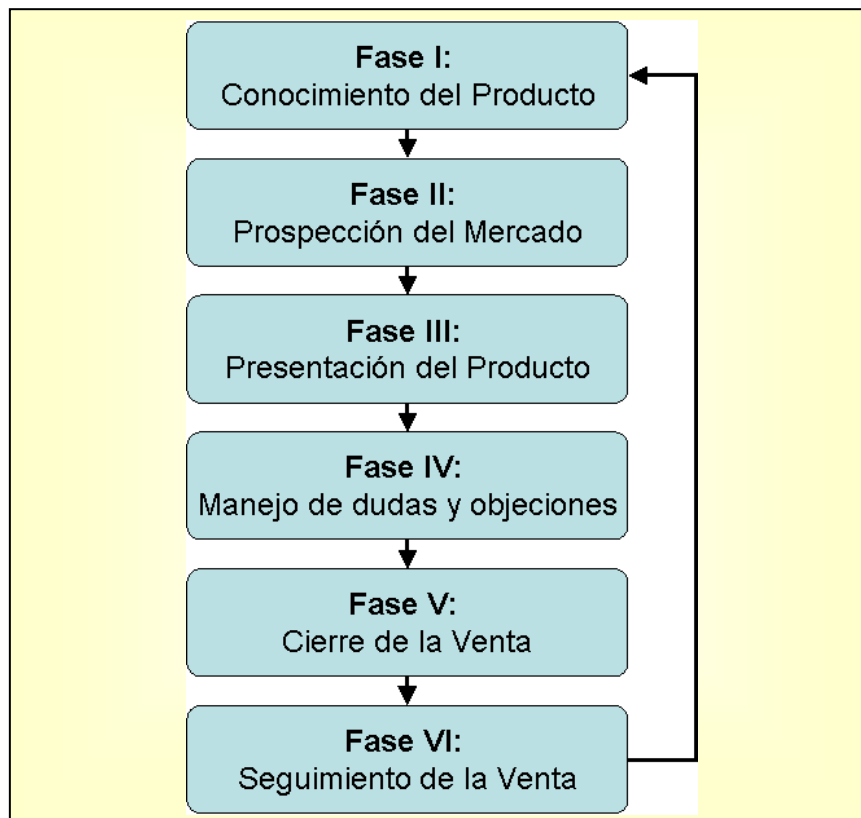 Fase I:
Conocimiento del Producto
Fase II:
Prospección del Mercado
Fase III:
Presentación del Producto
Fase IV:
Manejo de dudas y objeciones
Fase V:
Cierre de la Venta
Fase VI:
Seguimiento de la Venta